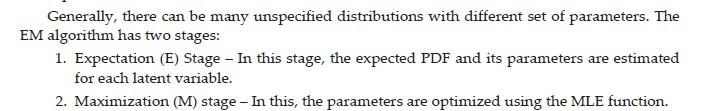 Generally, there can be many unspecified distributions with different set of parameters. The
EM algorithm has two stages:
1. Expectation (E) Stage – In this stage, the expected PDF and its parameters are estimated
for each latent variable.
2. Maximization (M) stage – In this, the parameters are optimized using the MLE function.